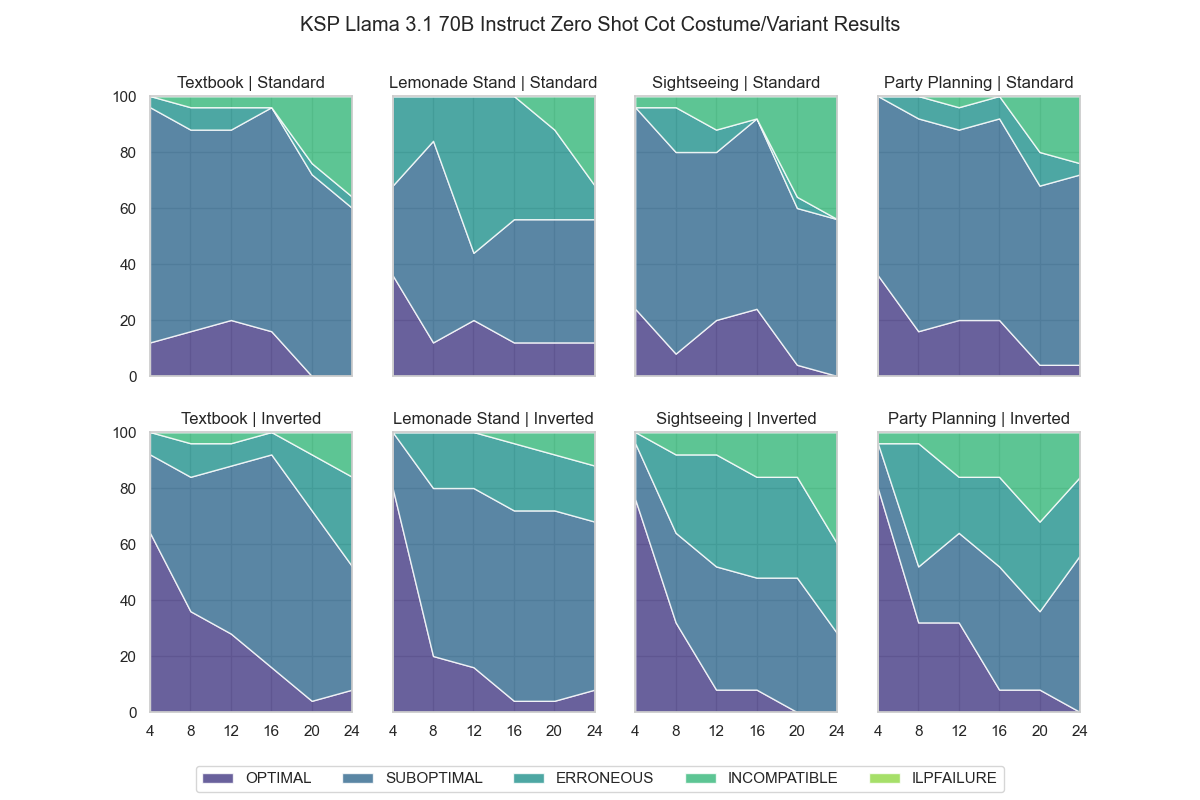 KSP Llama 3.1 70B Instruct Zero Shot Cot Costume/Variant Results
Textbook | Standard
Lemonade Stand | Standard
Sightseeing | Standard
Party Planning | Standard
100
80
60
40
20
0
Textbook | Inverted
Lemonade Stand | Inverted
Sightseeing | Inverted
Party Planning | Inverted
100
80
60
40
20
0
4 8 12 16 20 24
4 8 12 16 20 24
4 8 12 16 20 24
4 8 12 16 20 24
OPTIMAL SUBOPTIMAL ERRONEOUS INCOMPATIBLE ILPFAILURE